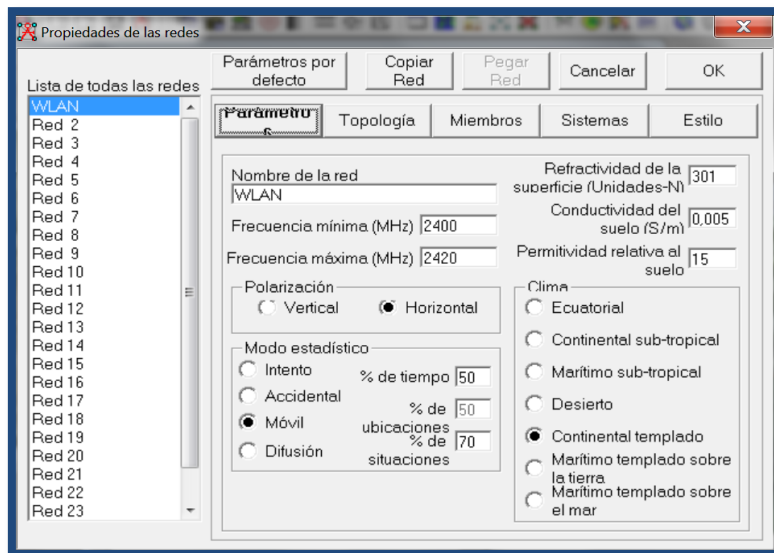 Propiedades de las redes
Lista de todas las redes
Parámetros por
defecto
Copiar
Red
Pegar
Red
Cancelar
OK
WLAN
Red 2
Red 3
Red 4
Red 5
Red 6
Red 7
Red 8
Red 9
Red 10
Red 11
Red 12
Red 13
Red 14
Red 15
Red 16
Red 17
Red 18
Red 19
Red 20
Red 21
Red 22
Red 23
Parámetro
s
Topología
Miembros
Sistemas
Estilo
Nombre de la red
WLAN
Frecuencia mínima (MHz) 2400
Frecuencia máxima (MHz) 2420
Polarización
Vertical
Horizontal
Modo estadístico
Intento
Accidental
Móvil
Difusión
% de tiempo 50
% de
ubicaciones
50
% de
situaciones
70
Refractividad de la
superficie (Unidades-N)
301
Conductividad del
suelo (S/m)
0,005
Permitividad relativa al
suelo
15
Clima
Ecuatorial
Continental sub-tropical
Marítimo sub-tropical
Desierto
Continental templado
Marítimo templado sobre
la tierra
Marítimo templado sobre
el mar